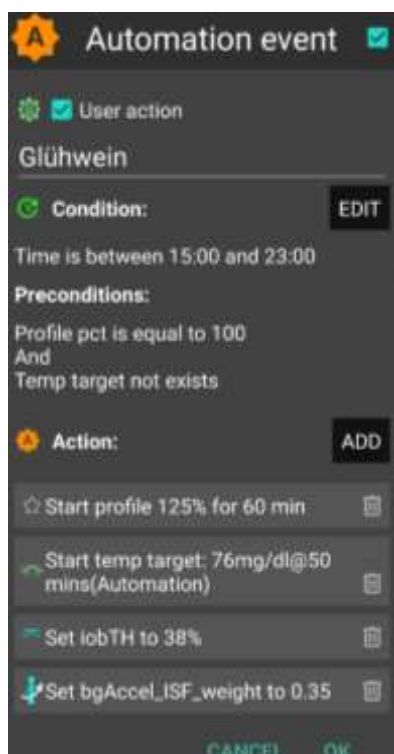 A Automation event
User action
Glühwein
Condition: EDIT
Time is between 15:00 and 23:00
Preconditions:
Profile pct is equal to 100
And
Temp target not exists
A Action: ADD
Start profile 125% for 60 min
Start temp target: 76mg/dl@50
mins(Automation)
Set iobTH to 38%
Set bgAccel_ISF_weight to 0.35
CANCEL OK